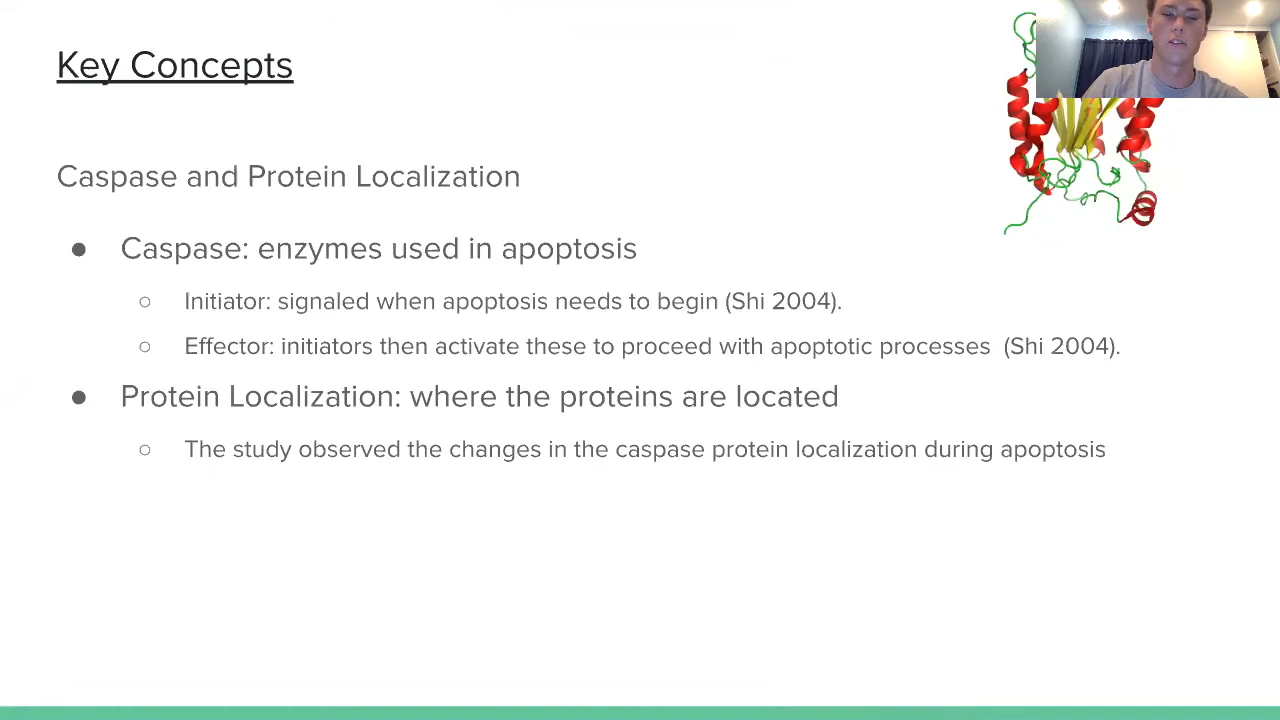 Key Concepts
Caspase and Protein Localization
● Caspase: enzymes used in apoptosis
○ Initiator: signaled when apoptosis needs to begin (Shi 2004).
○ Effector: initiators then activate these to proceed with apoptotic processes  (Shi 2004).
● Protein Localization: where the proteins are located
○ The study observed the changes in the caspase protein localization during apoptosis